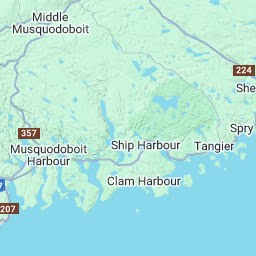 Middle
Musquodoboit
224
She
357
Spry
Musquodoboit
Harbour
Ship Harbour
Tangier
Clam Harbour
207